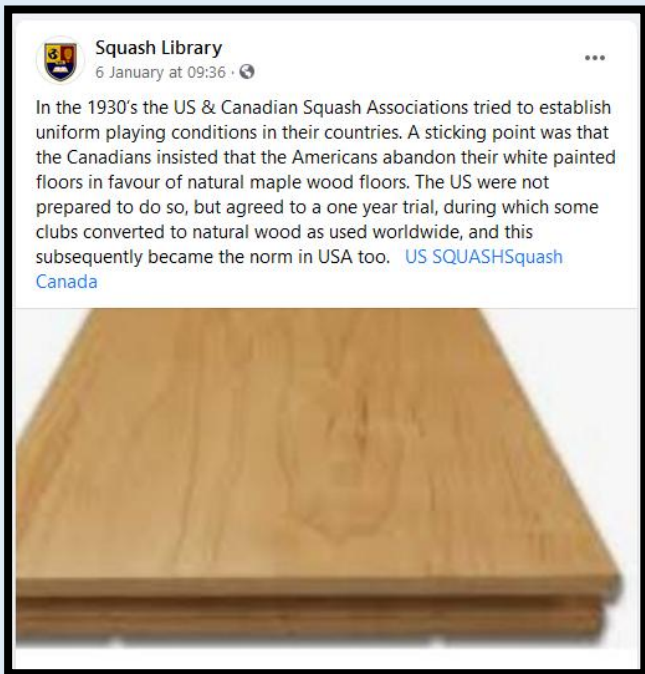 Squash Library
6 January at 09:36 ·
In the 1930's the US & Canadian Squash Associations tried to establish
uniform playing conditions in their countries. A sticking point was that
the Canadians insisted that the Americans abandon their white painted
floors in favour of natural maple wood floors. The US were not
prepared to do so, but agreed to a one year trial, during which some
clubs converted to natural wood as used worldwide, and this
subsequently became the norm in USA too. US SQUASHSquash
Canada